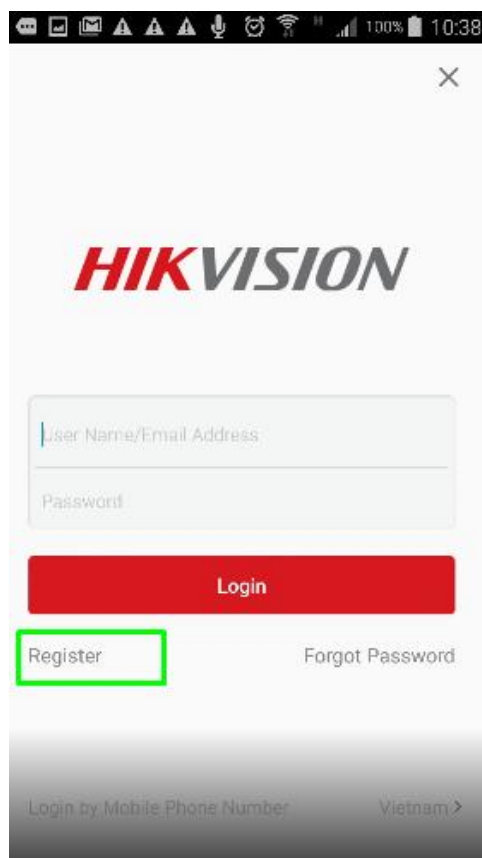 H 100% 10:38
HIKVISION
User Name/Email Address
Password
Login
Register Forgot Password
Login by Mobile Phone Number Vietnam >